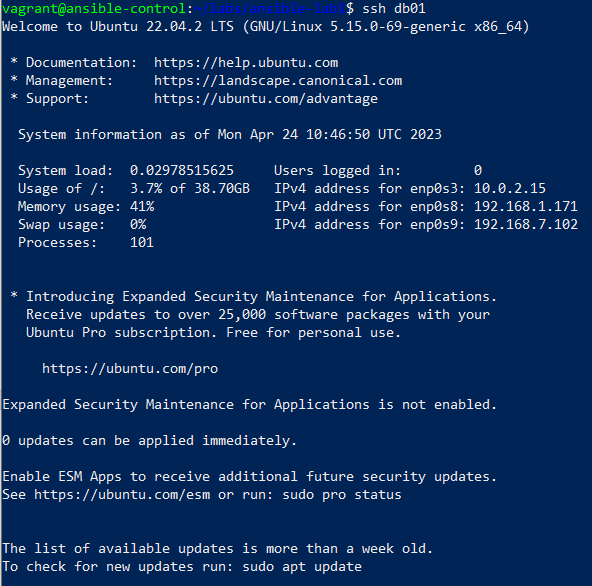 vagrant@ansible-control:$ ssh db01
Welcome to Ubuntu 22.04.2 LTS (GNU/Linux 5.15.0-69-generic x86_64)
* Documentation:  https://help.ubuntu.com
* Management:     https://landscape.canonical.com
* Support:        https://ubuntu.com/advantage
System information as of Mon Apr 24 10:46:50 UTC 2023
System load:  0.02978515625     Users logged in:         0
Usage of /:   3.7% of 38.70GB   IPv4 address for enp0s3: 10.0.2.15
Memory usage: 41%               IPv4 address for enp0s8: 192.168.1.171
Swap usage:   0%                IPv4 address for enp0s9: 192.168.7.102
Processes:    101
* Introducing Expanded Security Maintenance for Applications.
Receive updates to over 25,000 software packages with your
Ubuntu Pro subscription. Free for personal use.
https://ubuntu.com/pro
Expanded Security Maintenance for Applications is not enabled.
0 updates can be applied immediately.
Enable ESM Apps to receive additional future security updates.
See https://ubuntu.com/esm or run: sudo pro status
The list of available updates is more than a week old.
To check for new updates run: sudo apt update